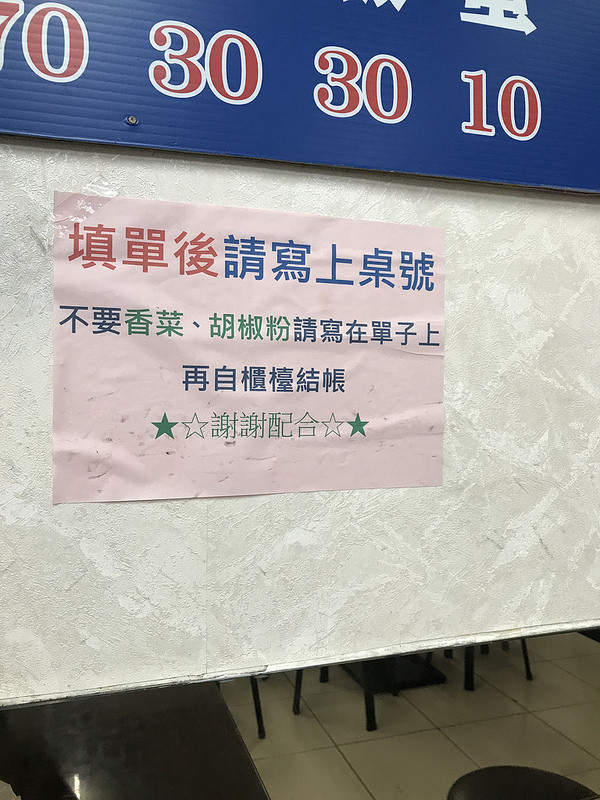 70 30 30 10
填單後請寫上桌號
不要香菜、胡椒粉請寫在單子上
再自櫃檯結帳
★☆謝謝配合☆★